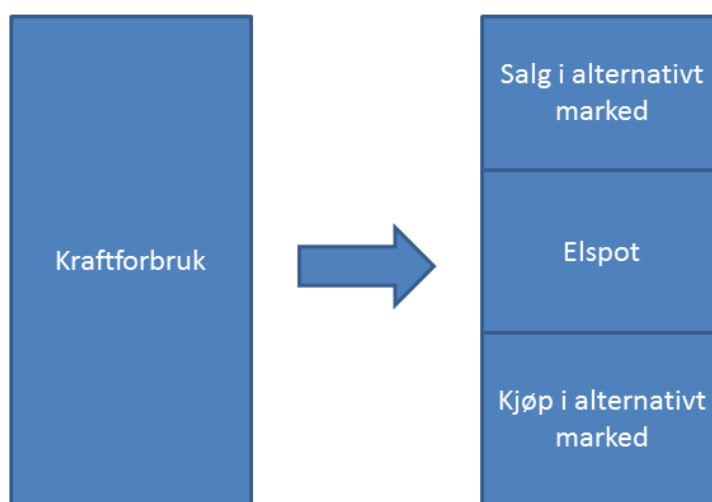 Kraftforbruk
Salg i alternativt
marked
Elspot
Kjøp i alternativt
marked